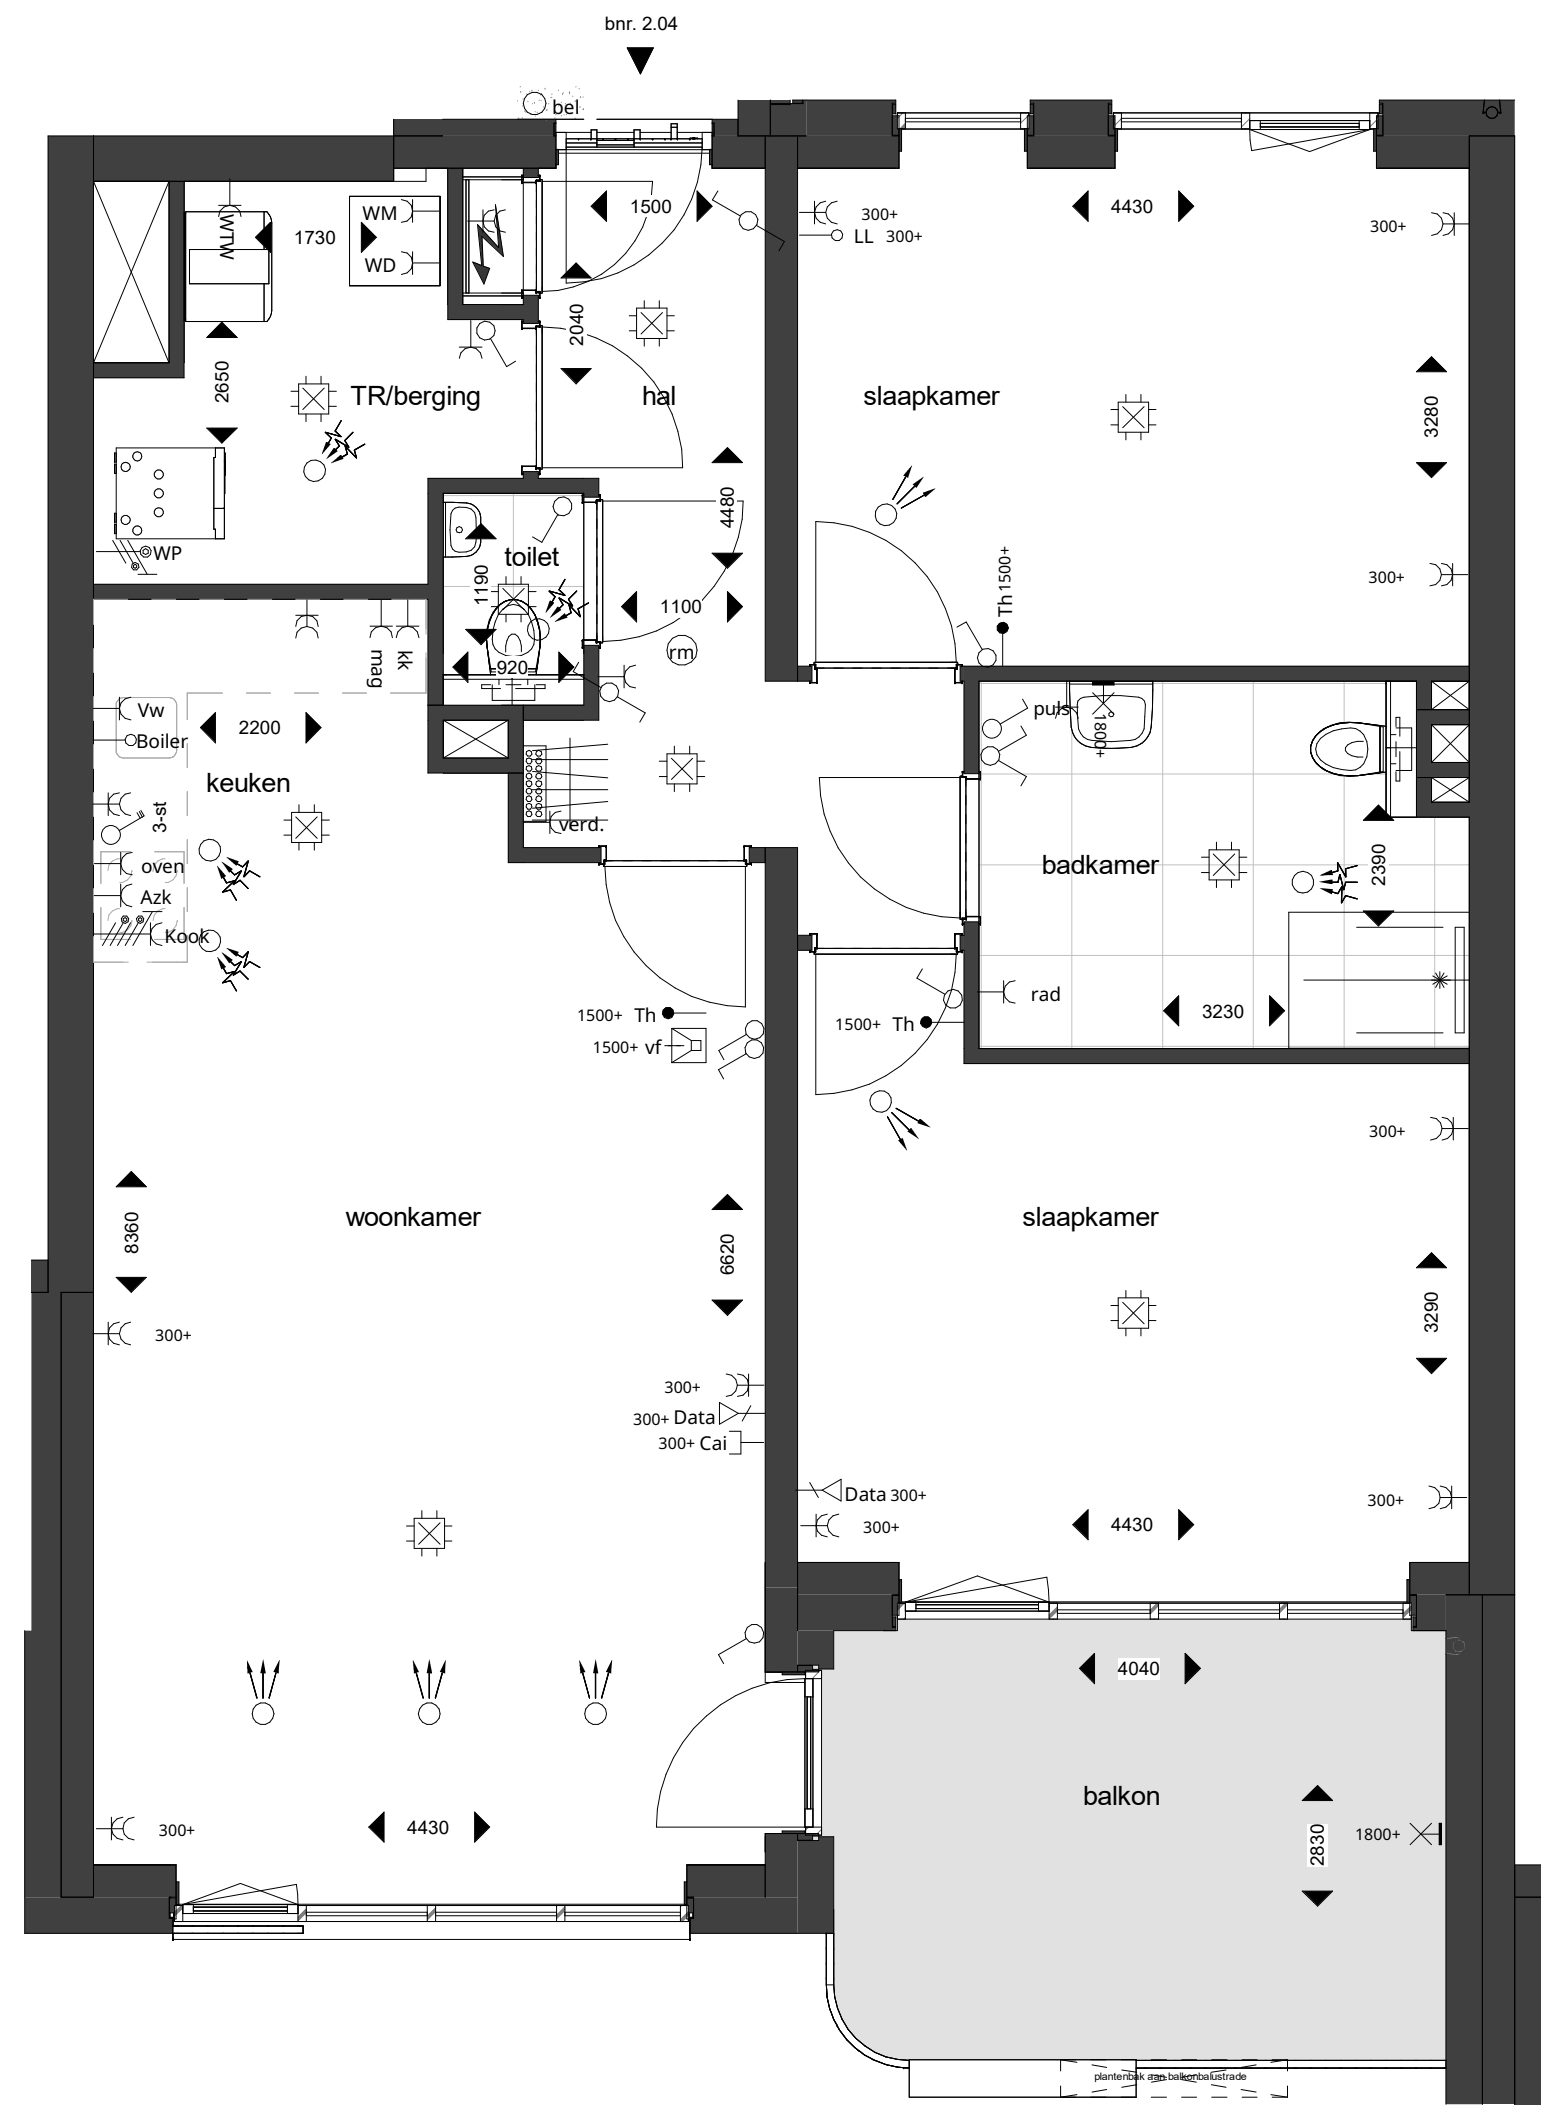 bnr. 2.04
bel
WM
WTW
1730
WD
1500
300+
LL 300+
4430
300+
2040
2650
TR/berging
hal
slaapkamer
3280
4480
WP
toilet
1190
920
1100
rm
Th 1500+
300+
mag
kk
Vw
Boiler
2200
keuken
3-st
oven
Azk
Kook
verd.
puls
1800+
badkamer
2390
rad
3230
1500+ Th
1500+ vf
1500+ Th
300+
woonkamer
slaapkamer
8360
6620
3290
300+
300+
300+ Data
300+ Cai
Data 300+
300+
300+
4430
4040
balkon
2830
1800+
300+
4430
plantenbak aan balkonbalustrade